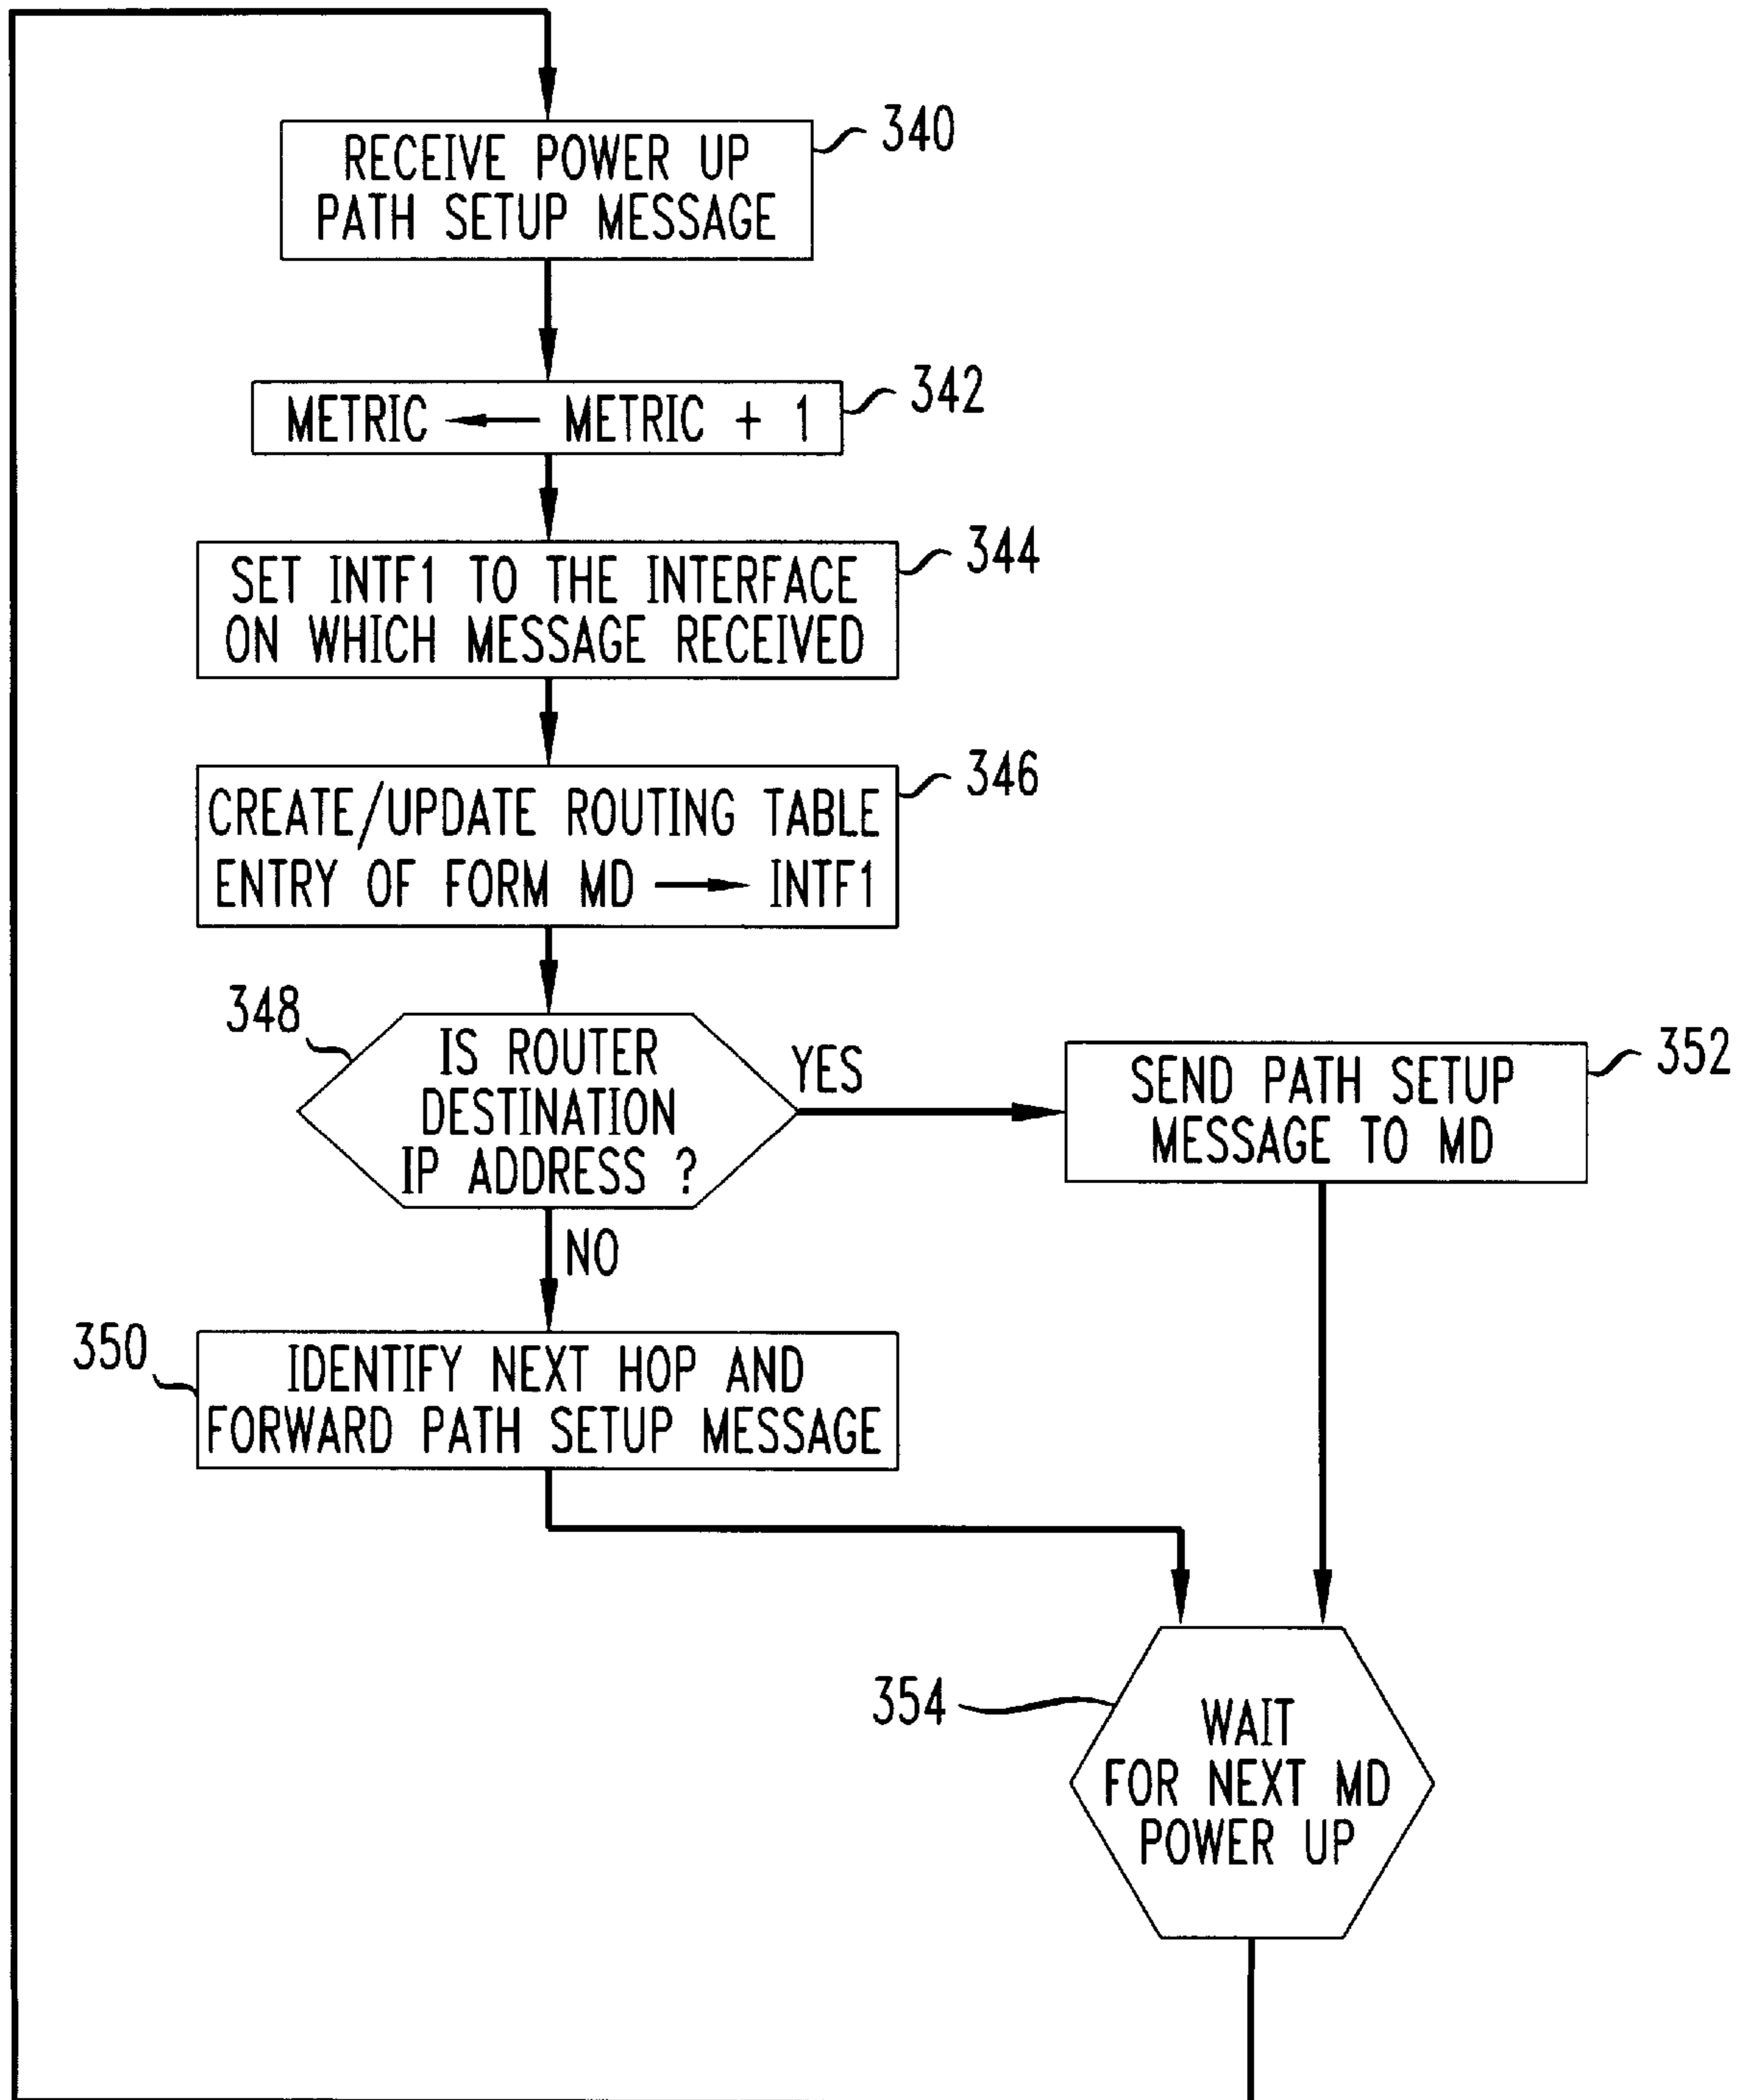 RECEIVE POWER UP
PATH SETUP MESSAGE
340
METRIC ← METRIC + 1
342
SET INTF1 TO THE INTERFACE
ON WHICH MESSAGE RECEIVED
344
CREATE/UPDATE ROUTING TABLE
ENTRY OF FORM MD → INTF1
346
348
IS ROUTER
DESTINATION
IP ADDRESS ?
YES
SEND PATH SETUP
MESSAGE TO MD
352
NO
350
IDENTIFY NEXT HOP AND
FORWARD PATH SETUP MESSAGE
354
WAIT
FOR NEXT MD
POWER UP